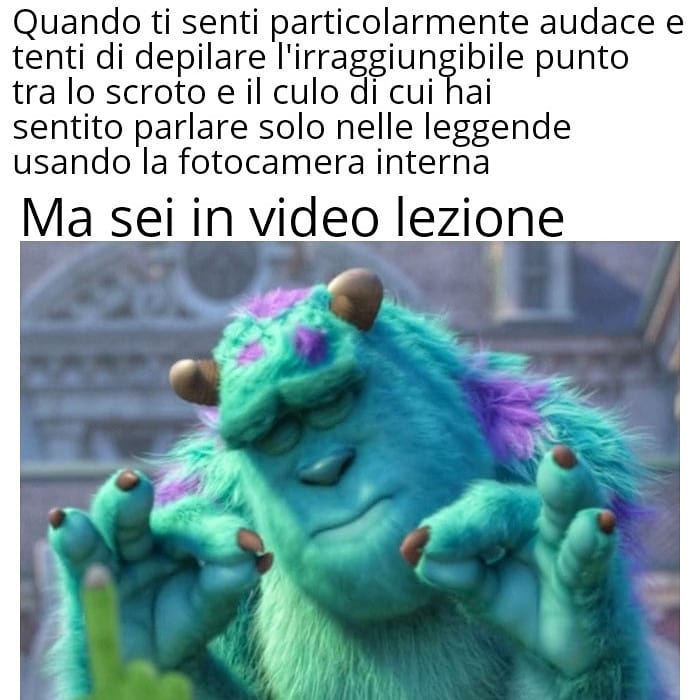 Quando ti senti particolarmente audace e
tenti di depilare l'irraggiungibile punto
tra lo scroto e il culo di cui hai
sentito parlare solo nelle leggende
usando la fotocamera interna
Ma sei in video lezione